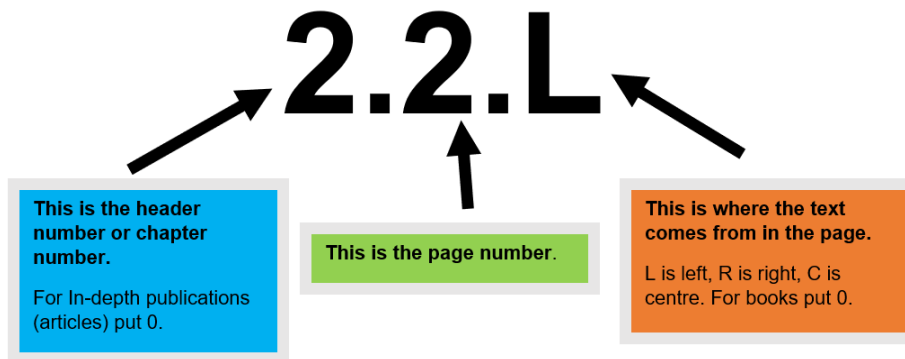 2.2.L
This is the header
number or chapter
number.
For In-depth publications
(articles) put 0.
This is the page number.
This is where the text
comes from in the page.
L is left, R is right, C is
centre. For books put 0.